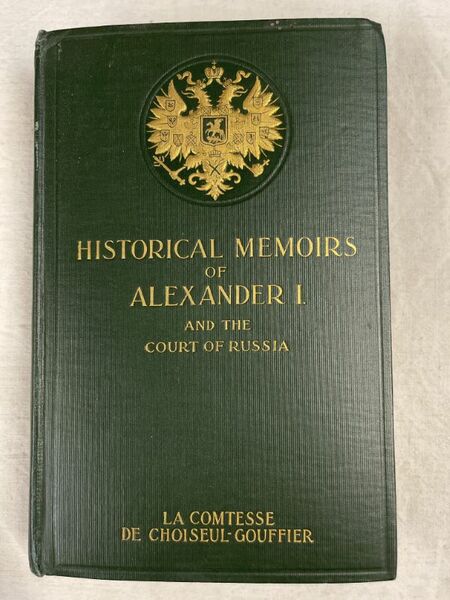 HISTORICAL MEMOIRS
OF
ALEXANDER I.
AND THE
COURT OF RUSSIA
LA COMTESSE
DE CHOISEUL-GOUFFIER